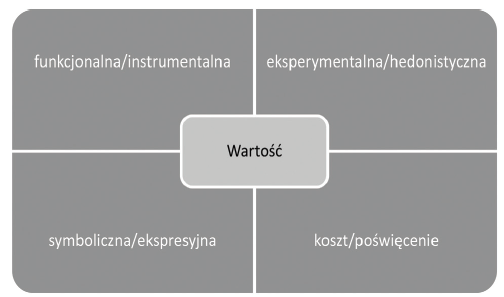 funkcjonalna/instrumentalna
eksperymentalna/hedonistyczna
Wartość
symboliczna/ekspresyjna
koszt/poświęcenie